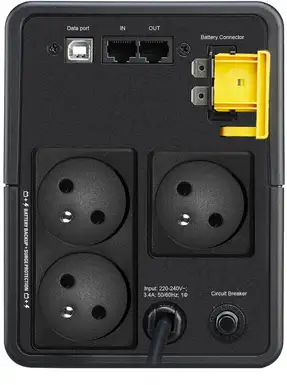 Data port
IN
OUT
Battery Connector
BATTERY BACKUP + SURGE PROTECTION
Input: 220-240V~;
3.4A; 50/60Hz; 1Φ
Circuit Breaker